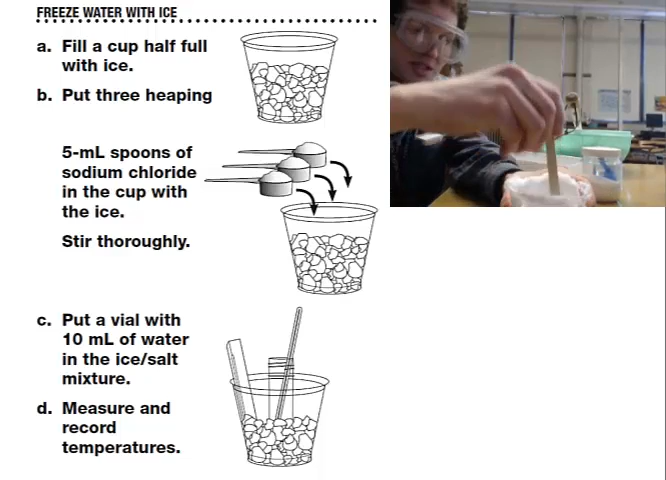 FREEZE WATER WITH ICE
a. Fill a cup half full
with ice.
b. Put three heaping
5-mL spoons of
sodium chloride
in the cup with
the ice.
Stir thoroughly.
c. Put a vial with
10 mL of water
in the ice/salt
mixture.
d. Measure and
record
temperatures.